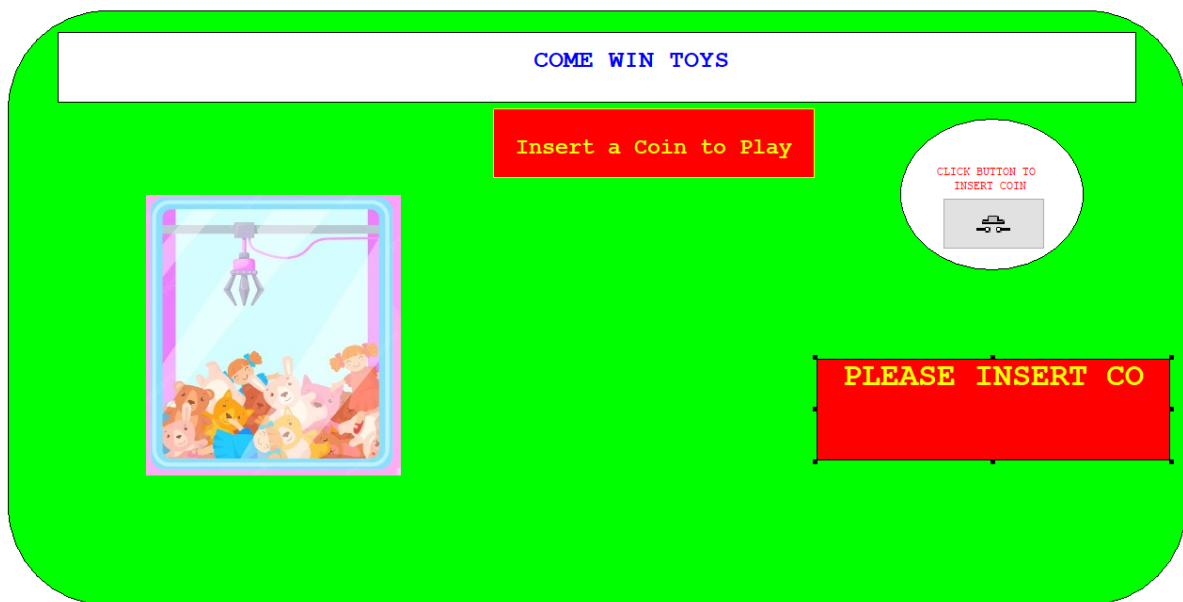 COME WIN TOYS
Insert a Coin to Play
CLICK BUTTON TO
INSERT COIN
PLEASE INSERT CO